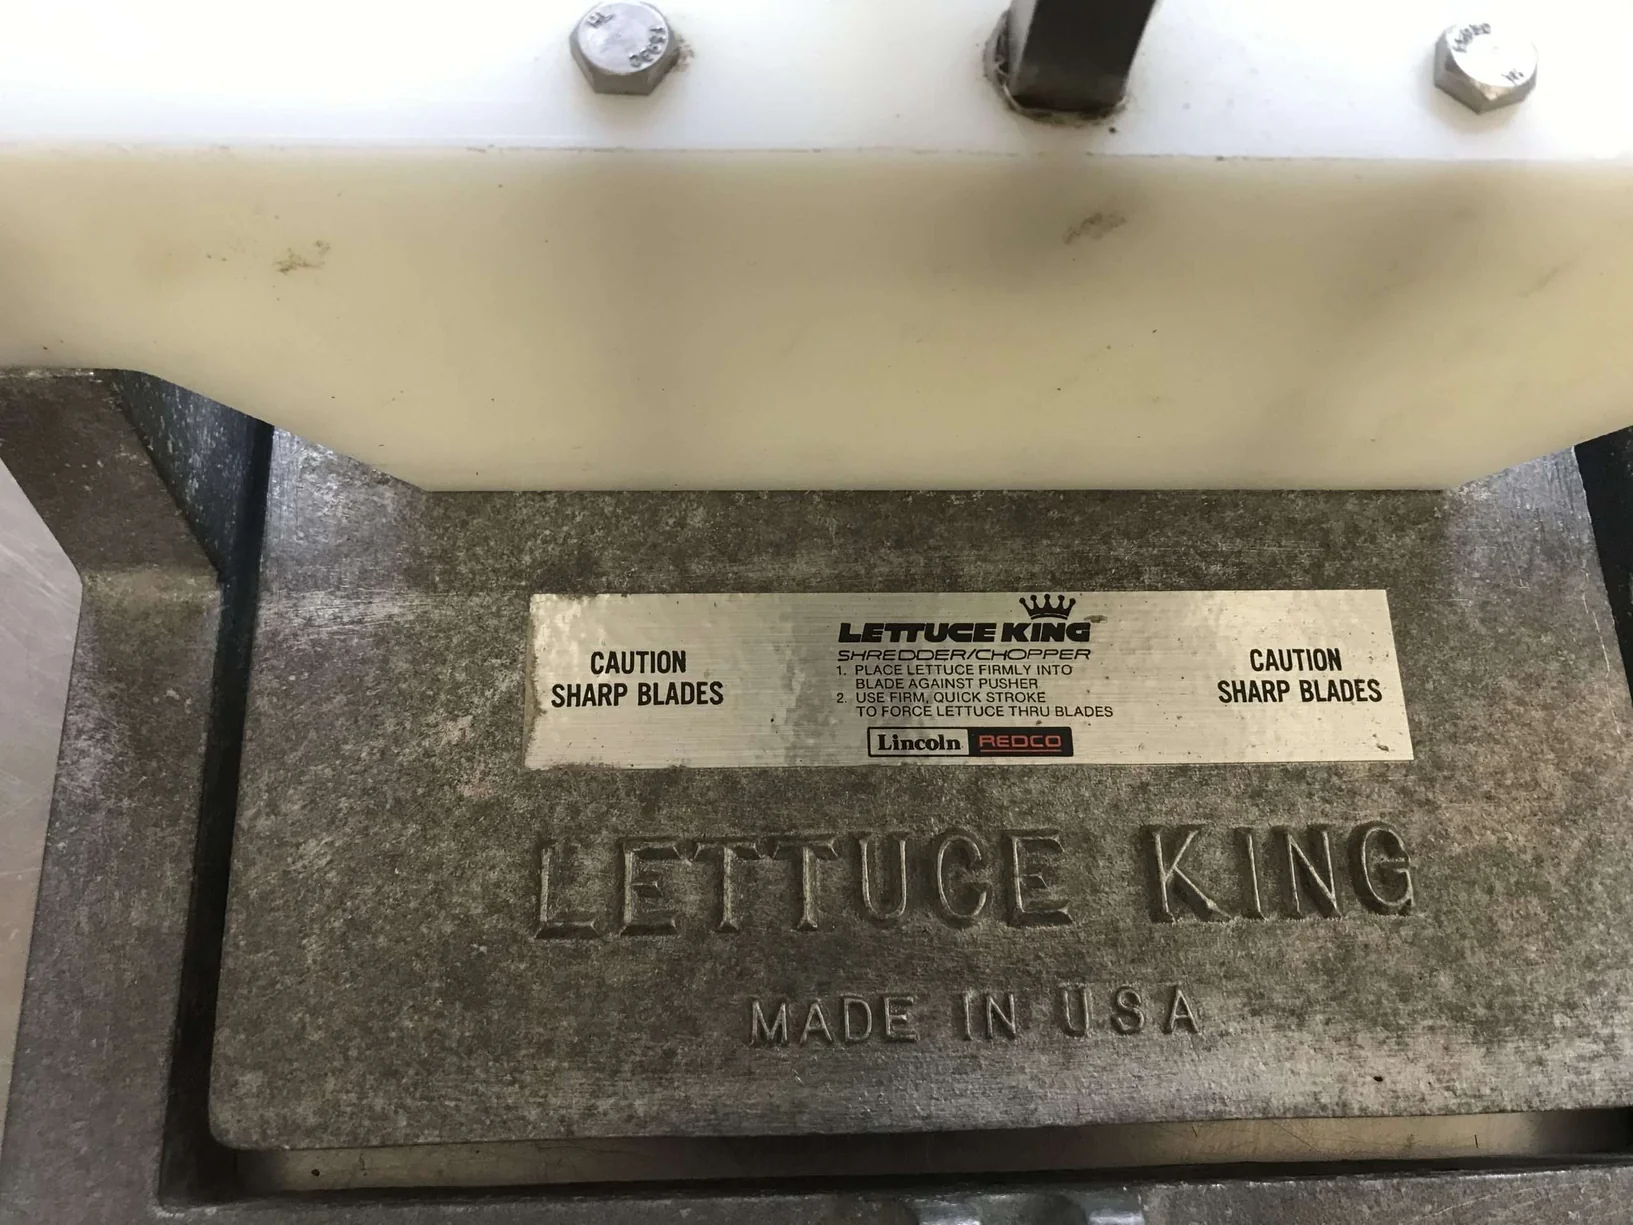 CAUTION
SHARP BLADES
LETTUCE KING
SHREDDER/CHOPPER
1. PLACE LETTUCE FIRMLY INTO
BLADE AGAINST PUSHER
2. USE FIRM, QUICK STROKE
TO FORCE LETTUCE THRU BLADES
Lincoln REDCO
CAUTION
SHARP BLADES
LETTUCE KING
MADE IN USA